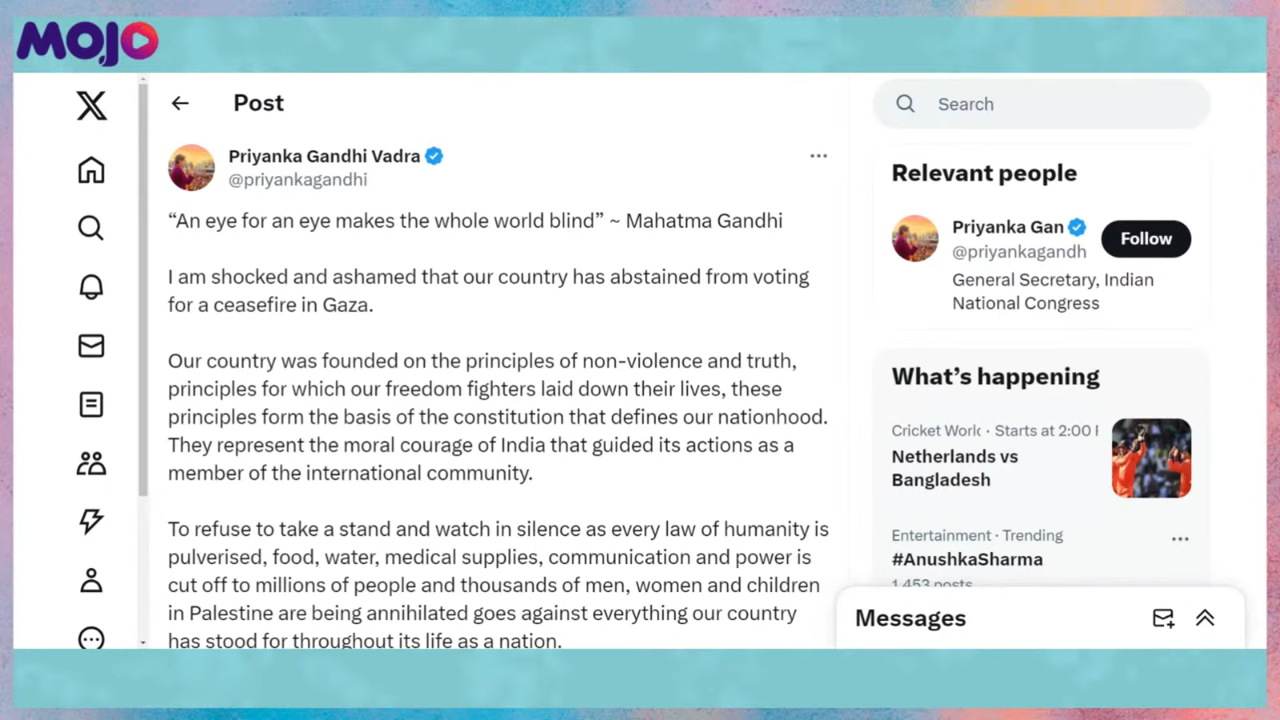 MOJO
Post
Priyanka Gandhi Vadra
@priyankagandhi
“An eye for an eye makes the whole world blind” ~ Mahatma Gandhi
I am shocked and ashamed that our country has abstained from voting
for a ceasefire in Gaza.
Our country was founded on the principles of non-violence and truth,
principles for which our freedom fighters laid down their lives, these
principles form the basis of the constitution that defines our nationhood.
They represent the moral courage of India that guided its actions as a
member of the international community.
To refuse to take a stand and watch in silence as every law of humanity is
pulverised, food, water, medical supplies, communication and power is
cut off to millions of people and thousands of men, women and children
in Palestine are being annihilated goes against everything our country
has stood for throughout its life as a nation.
Search
Relevant people
Priyanka Gan
@priyankagandh
Follow
General Secretary, Indian
National Congress
What’s happening
Cricket Work · Starts at 2:00
Netherlands vs
Bangladesh
Entertainment · Trending
#AnushkaSharma
1,453 posts
Messages